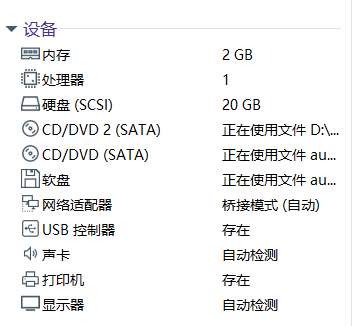 设备
内存 2 GB
处理器 1
硬盘 (SCSI) 20 GB
CD/DVD 2 (SATA) 正在使用文件 D:\...
CD/DVD (SATA) 正在使用文件 au...
软盘 正在使用文件 au...
网络适配器 桥接模式 (自动)
USB 控制器 存在
声卡 自动检测
打印机 存在
显示器 自动检测